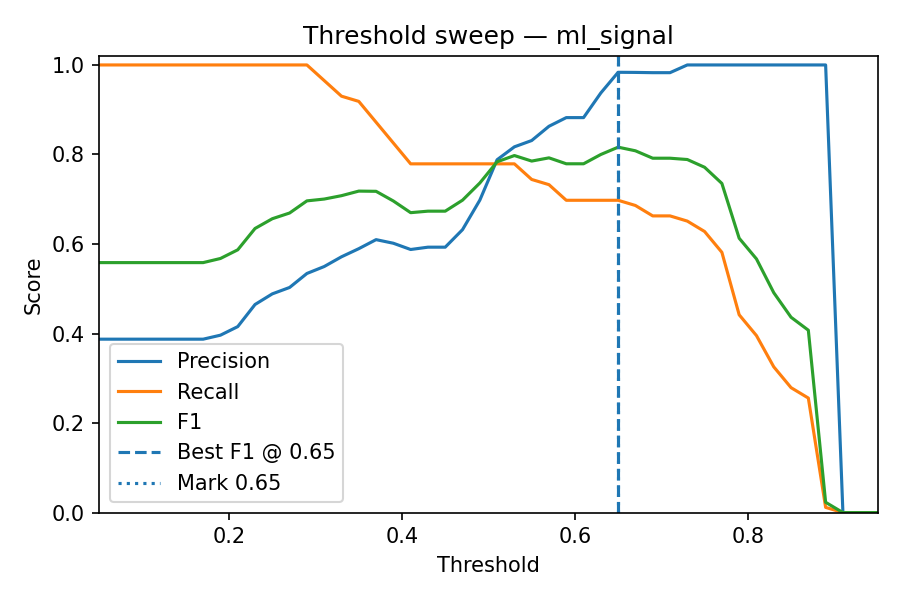 Threshold sweep — ml_signal
Score
1.0
0.8
0.6
0.4
0.2
0.0
Precision
Recall
F1
Best F1 @ 0.65
Mark 0.65
0.2
0.4
0.6
0.8
Threshold